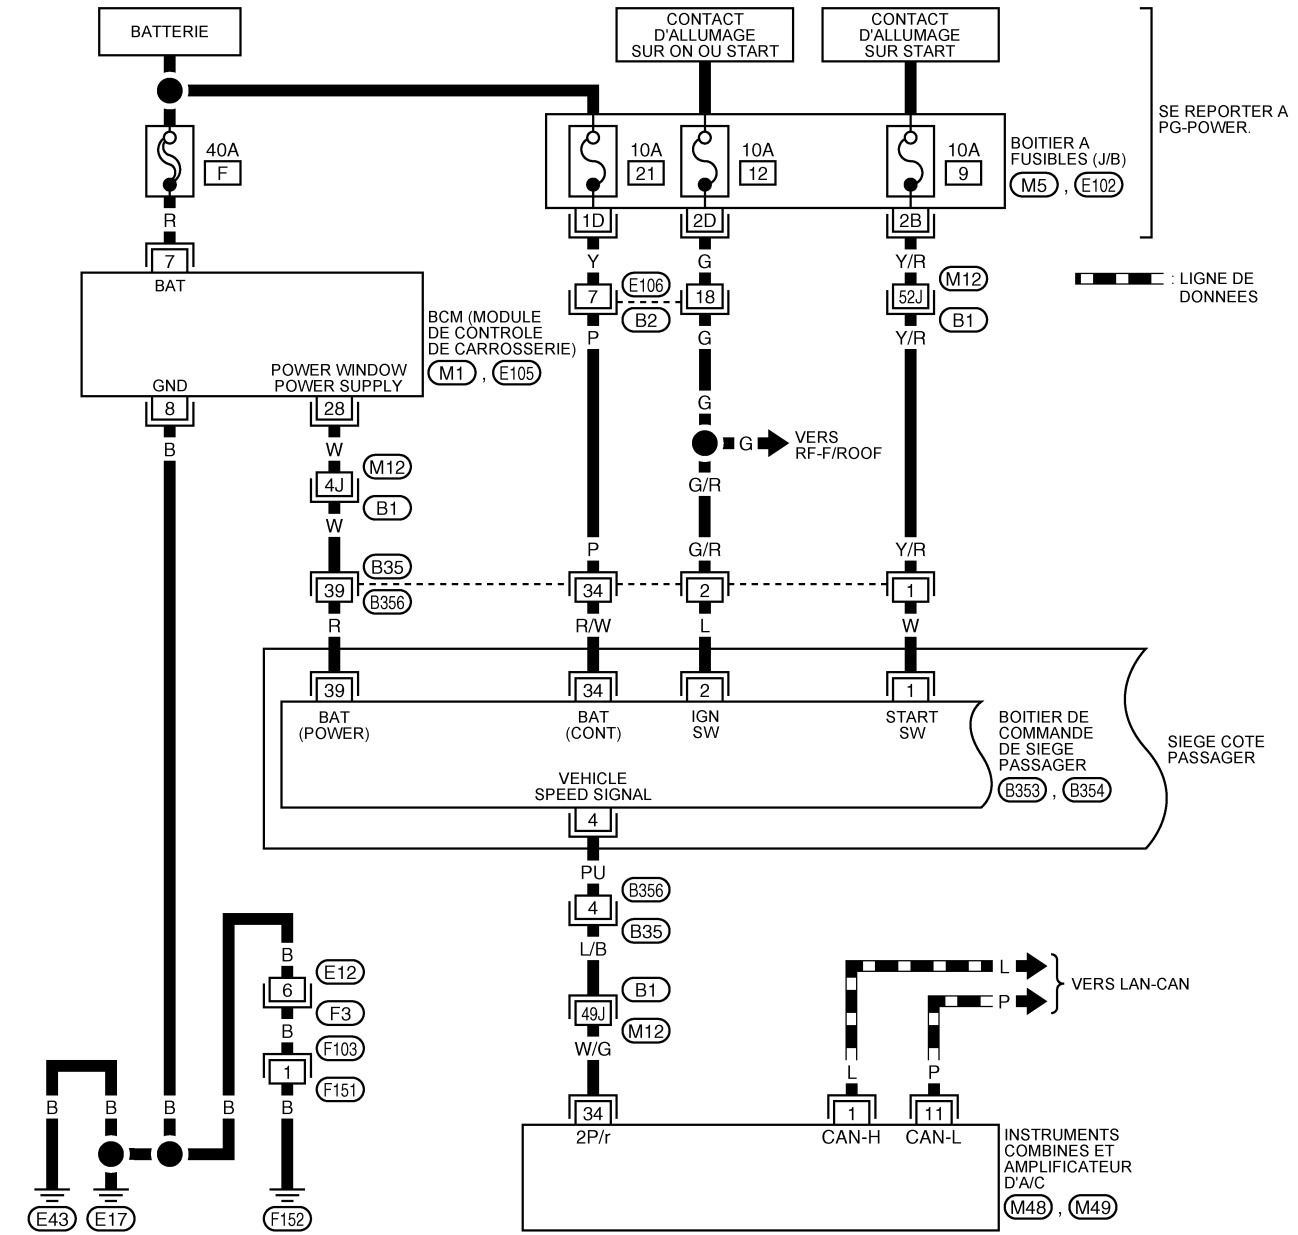 BATTERIE
CONTACT
D'ALLUMAGE
SUR ON OU START
CONTACT
D'ALLUMAGE
SUR START
SE REPORTER A
PG-POWER.
40A
F
10A
21
10A
12
10A
9
BOITIER A
FUSIBLES (J/B)
M5 , E102
R
1D
2D
2B
7
BAT
Y
G
Y/R
7
E106
B2
18
52J
M12
B1
: LIGNE DE
DONNEES
P
G
Y/R
BCM (MODULE
DE CONTROLE
DE CARROSSERIE)
M1 , E105
POWER WINDOW
POWER SUPPLY
GND
8
28
B
W
G
G
VERS
RF-F/ROOF
M12
4J
B1
W
G/R
P
G/R
Y/R
B35
39
B356
34
2
1
R
R/W
L
W
39
34
2
1
BAT
(POWER)
BAT
(CONT)
IGN
SW
START
SW
BOITIER DE
COMMANDE
DE SIEGE
PASSAGER
B353 , B354
SIEGE COTE
PASSAGER
VEHICLE
SPEED SIGNAL
4
PU
B356
4
B35
L/B
B1
49J
M12
W/G
B
E12
6
F3
B
F103
1
F151
B
B
B
B
B
E43
E17
F152
L
P
VERS LAN-CAN
L
P
34
1
11
2P/r
CAN-H
CAN-L
INSTRUMENTS
COMBINES ET
AMPLIFICATEUR
D'A/C
M48 , M49